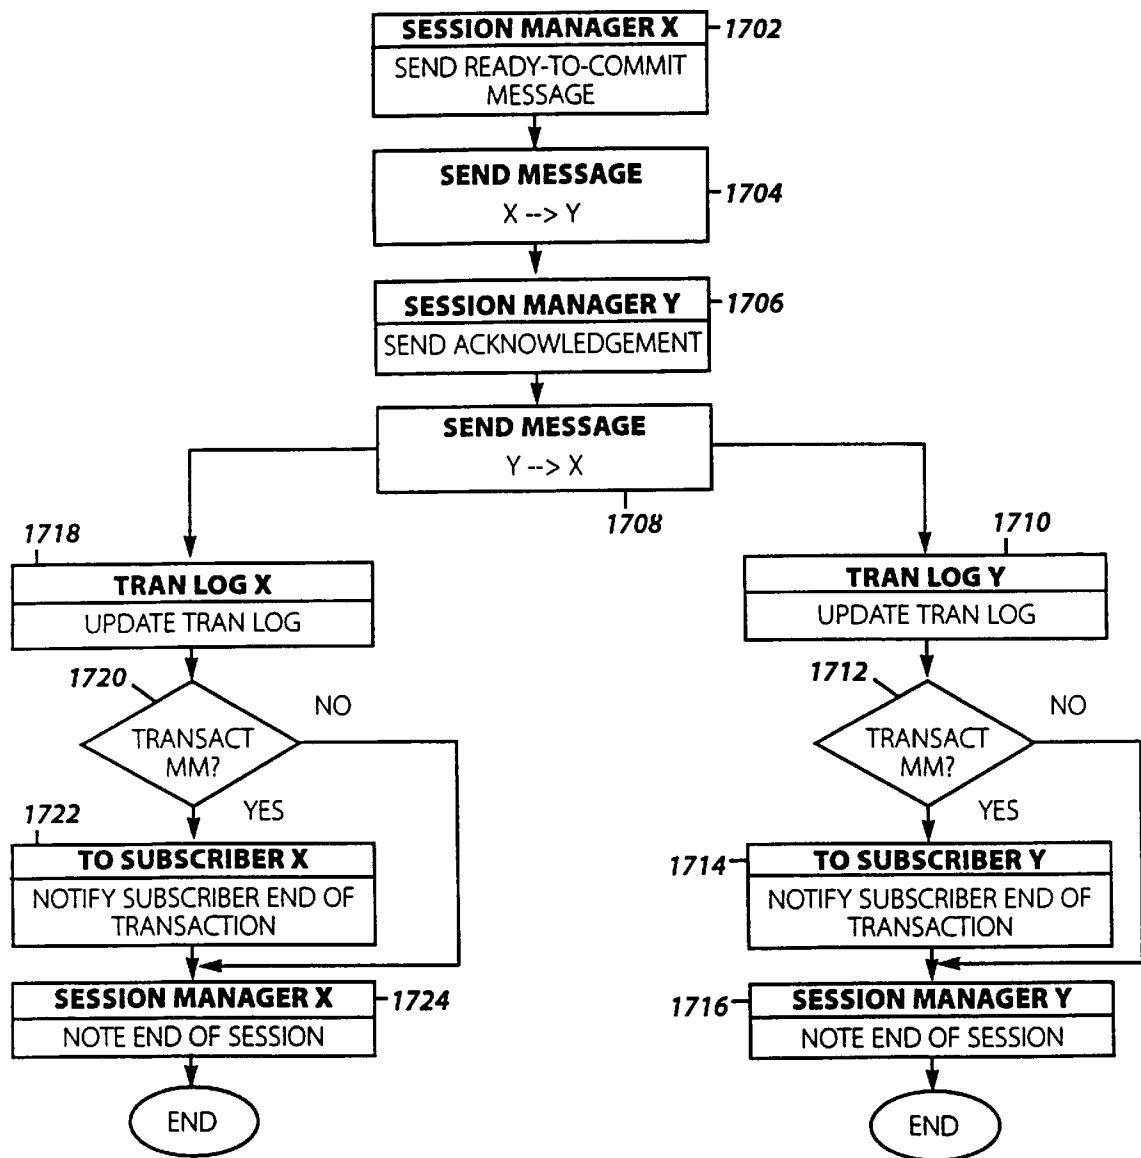 SESSION MANAGER X
1702
SEND READY-TO-COMMIT
MESSAGE
SEND MESSAGE
1704
X --> Y
SESSION MANAGER Y
1706
SEND ACKNOWLEDGEMENT
SEND MESSAGE
Y --> X
1708
1718
TRAN LOG X
UPDATE TRAN LOG
1720
NO
TRANSACT
MM?
YES
1722
TO SUBSCRIBER X
NOTIFY SUBSCRIBER END OF
TRANSACTION
SESSION MANAGER X
1724
NOTE END OF SESSION
END
1710
TRAN LOG Y
UPDATE TRAN LOG
1712
NO
TRANSACT
MM?
YES
1714
TO SUBSCRIBER Y
NOTIFY SUBSCRIBER END OF
TRANSACTION
1716
SESSION MANAGER Y
NOTE END OF SESSION
END